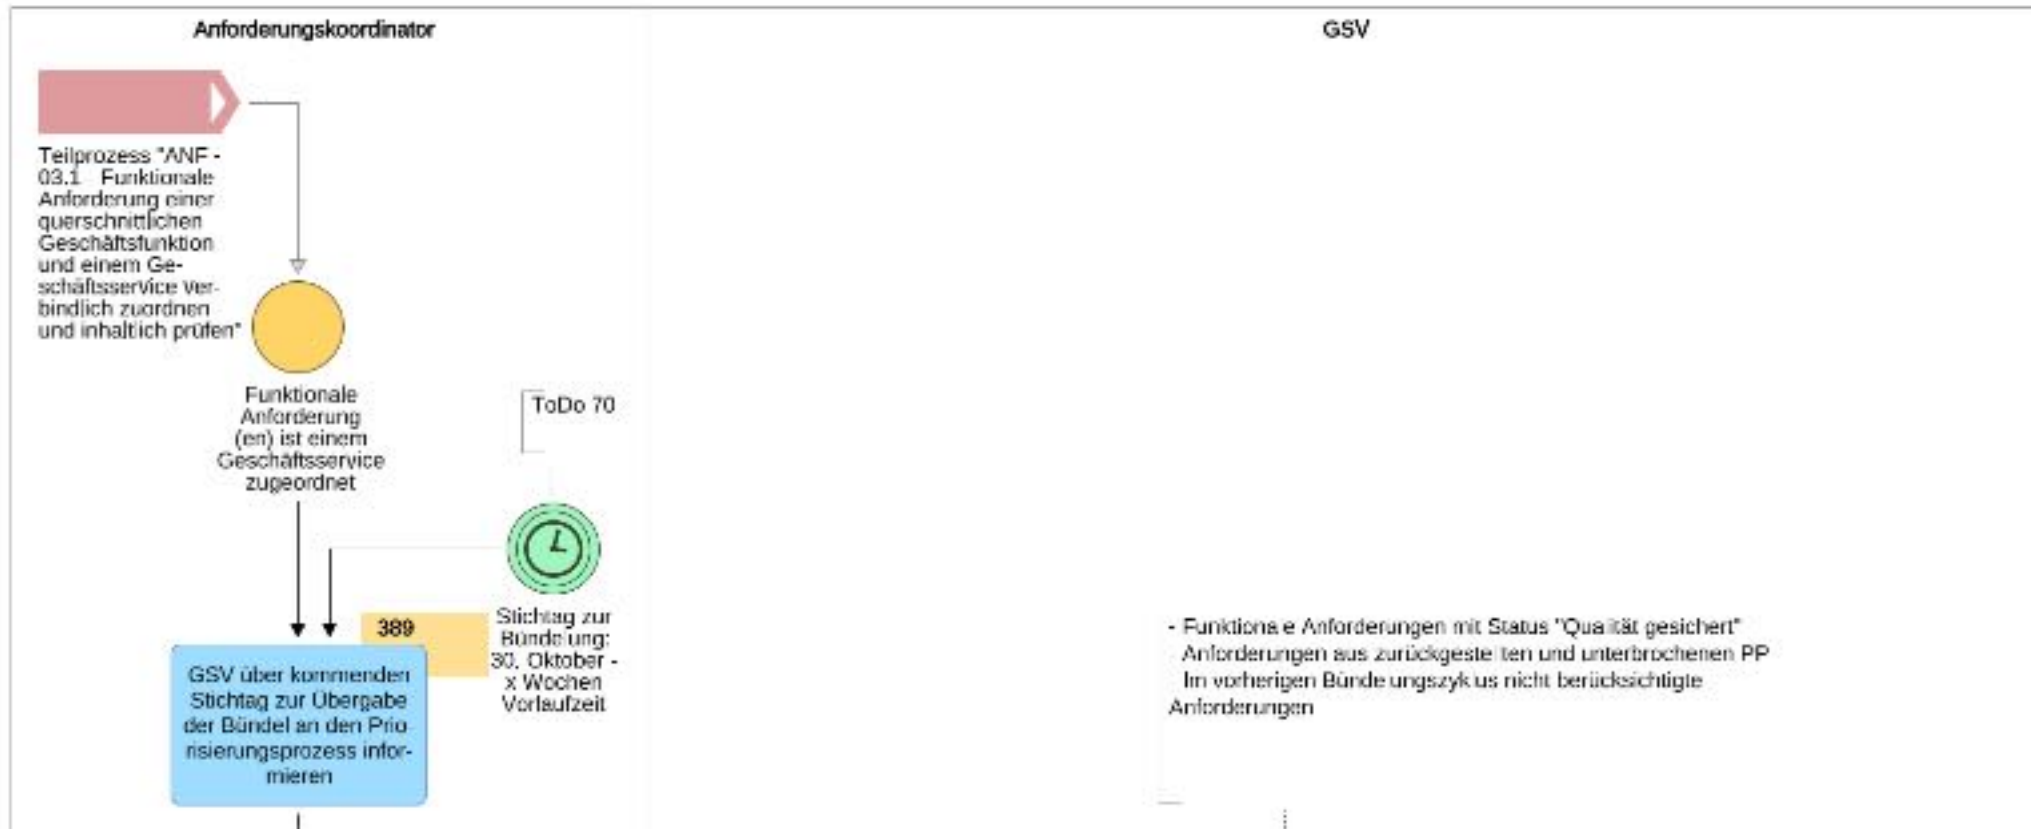 Anforderungskoordinator
GSV
Teilprozess "ANF -
03.1 Funktionale
Anforderung einer
querschnittlichen
Geschäftsfunktion
und einem Ge-
schäftsservice ver-
bindlich zuordnen
und inhaltlich prüfen"
Funktionale
Anforderung
(en) ist einem
Geschäftsservice
zugeordnet
ToDo 70
Stichtag zur
Bündelung:
30. Oktober -
x Wochen
Vorlaufzeit
389
GSV über kommenden
Stichtag zur Übergabe
der Bündel an den Prio
risierungsprozess infor-
mieren
- Funktionale Anforderungen mit Status "Qualität gesichert"
Anforderungen aus zurückgestellten und unterbrochenen PP
Im vorherigen Bündelungszyklus nicht berücksichtigte
Anforderungen